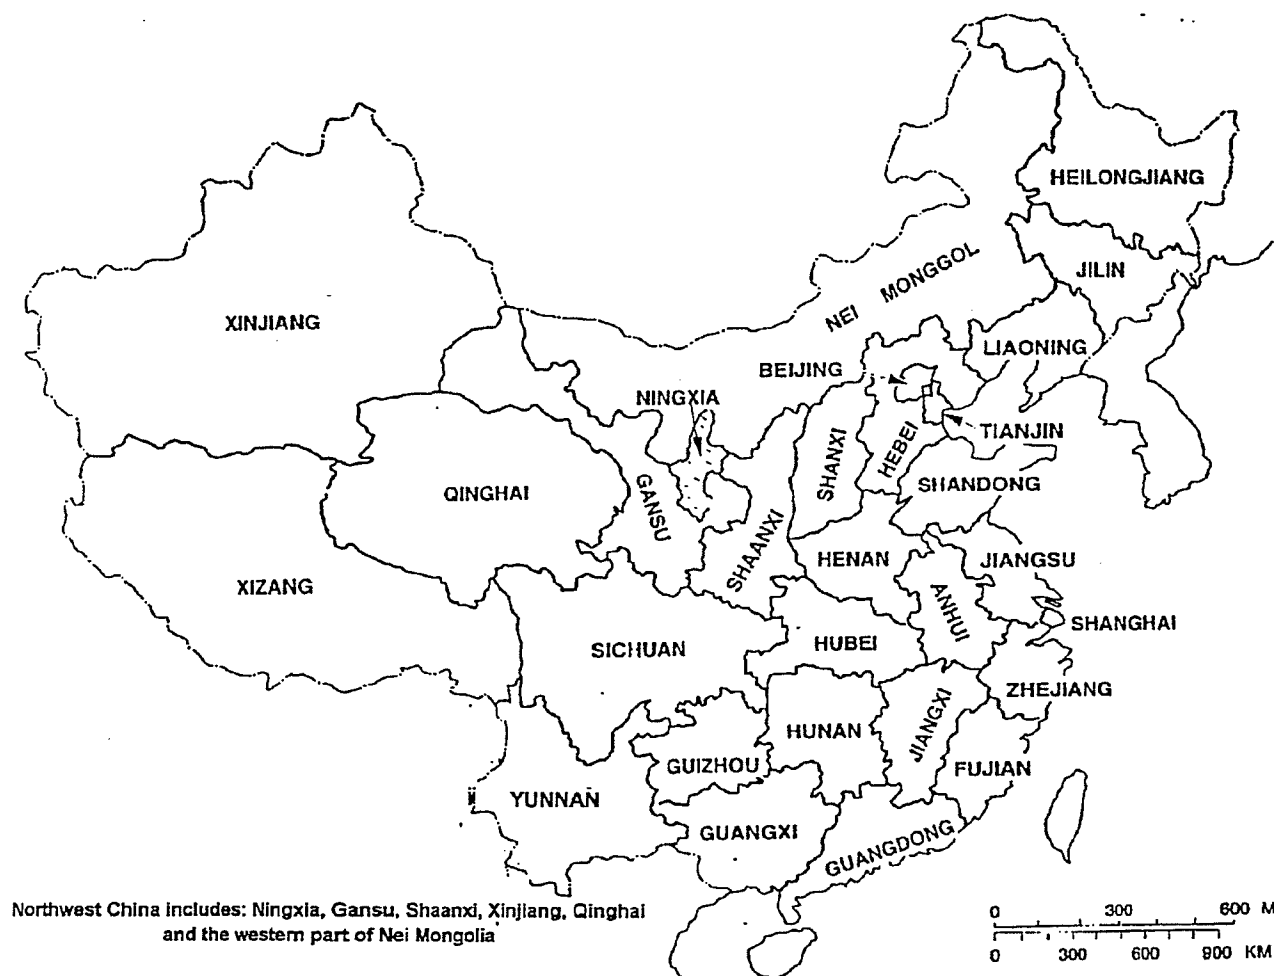 HEILONGJIANG
NEI MONGGOL
JILIN
XINJIANG
LIAONING
BEIJING
NINGXIA
TIANJIN
HEBEI
SHANXI
SHANDONG
QINGHAI
GANSU
SHAANXI
HENAN
JIANGSU
XIZANG
ANHUI
SHANGHAI
SICHUAN
HUBEI
ZHEJIANG
HUNAN
JIANGXI
GUIZHOU
FUJIAN
YUNNAN
GUANGXI
GUANGDONG
Northwest China includes: Ningxia, Gansu, Shaanxi, Xinjiang, Qinghai
and the western part of Nei Mongolia
0 300 600 M
0 300 600 900 KM